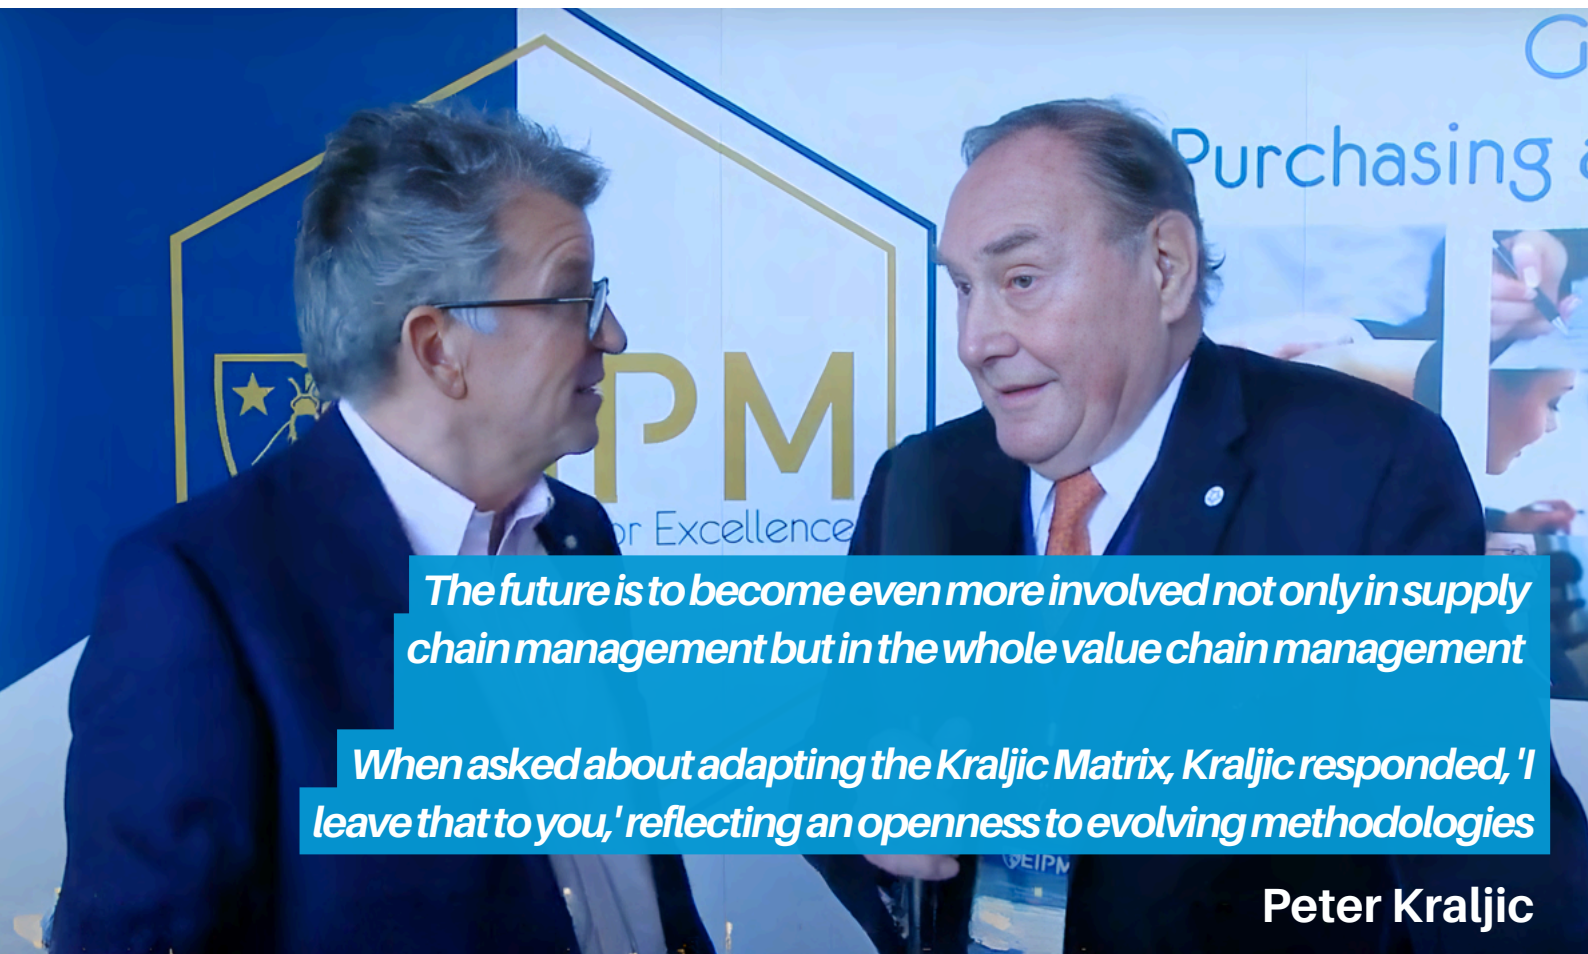 G
Purchasing
PM
or Excellence
The future is to become even more involved not only in supply
chain management but in the whole value chain management
When asked about adapting the Kraljic Matrix, Kraljic responded, 'I
leave that to you,' reflecting an openness to evolving methodologies
EIPM
Peter Kraljic